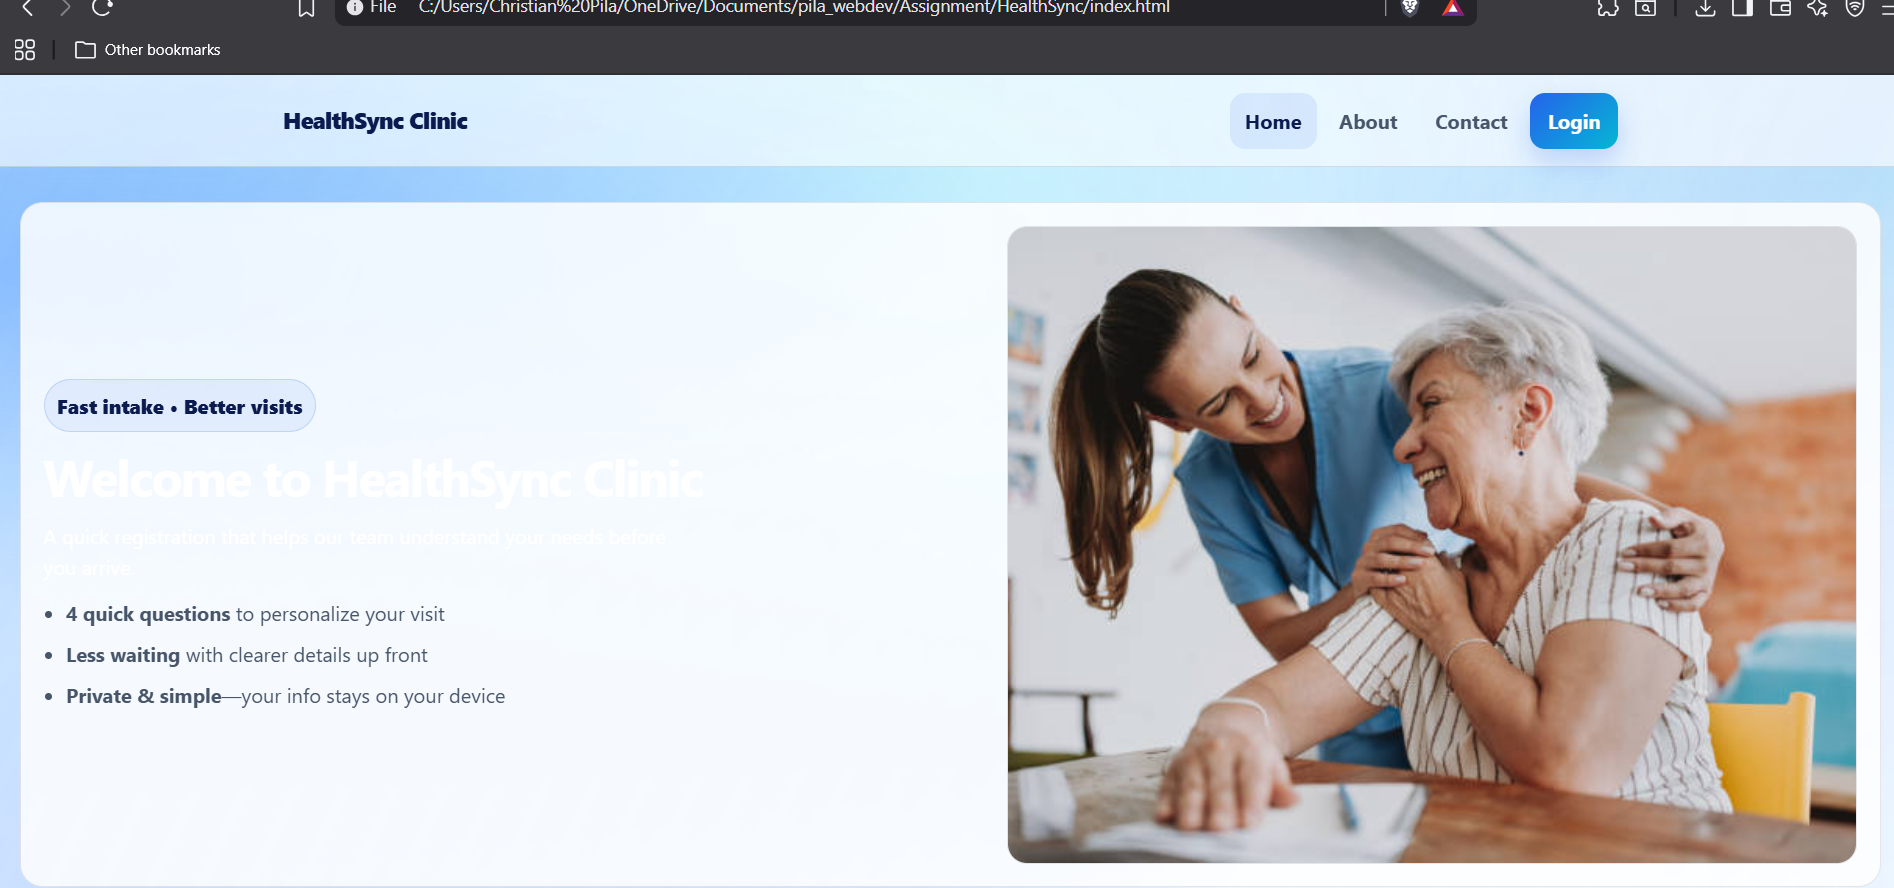 File C:/Users/Christian%20Pila/OneDrive/Documents/pila_webdev/Assignment/HealthSync/index.html
Other bookmarks
HealthSync Clinic
Home About Contact Login
Fast intake • Better visits
Welcome to HealthSync Clinic
A quick registration that helps our team understand your needs before
you arrive.
• 4 quick questions to personalize your visit
• Less waiting with clearer details up front
• Private & simple—your info stays on your device